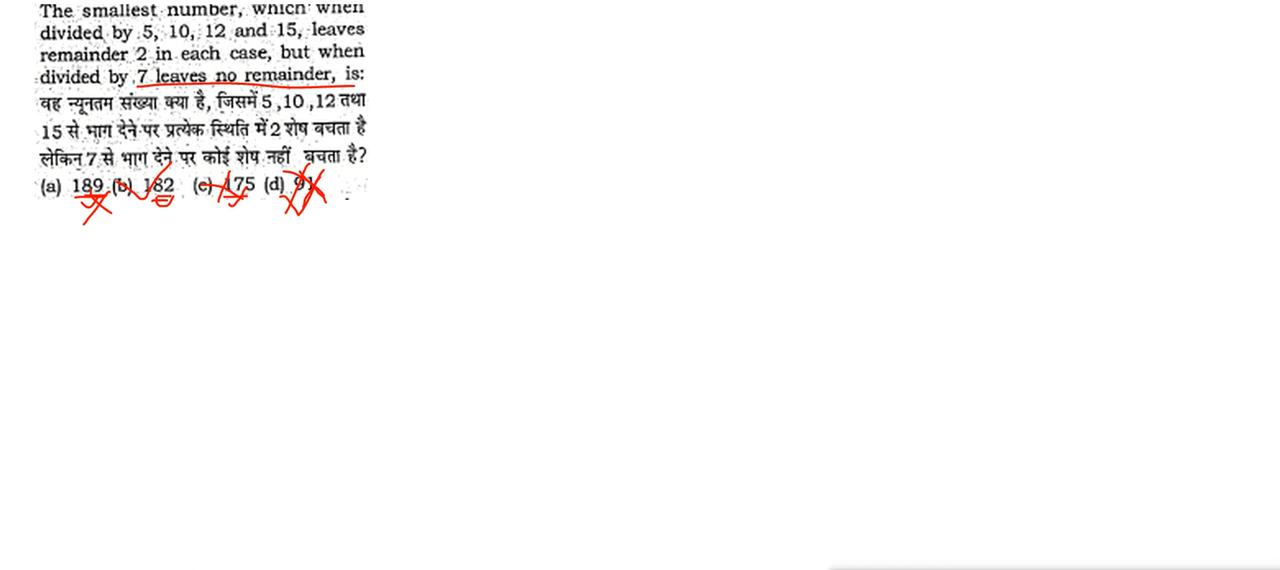 The smallest number, which when
divided by 5, 10, 12 and 15, leaves
remainder 2 in each case, but when
divided by 7 leaves no remainder, is:
वह न्यूनतम संख्या क्या है, जिसमें 5 ,10 ,12 तथा
15 से भाग देने पर प्रत्येक स्थिति में 2 शेष बचता है
लेकिन 7 से भाग देने पर कोई शेष नहीं बचता है?
(a) 189 (b) 182 (c) 175 (d) 91